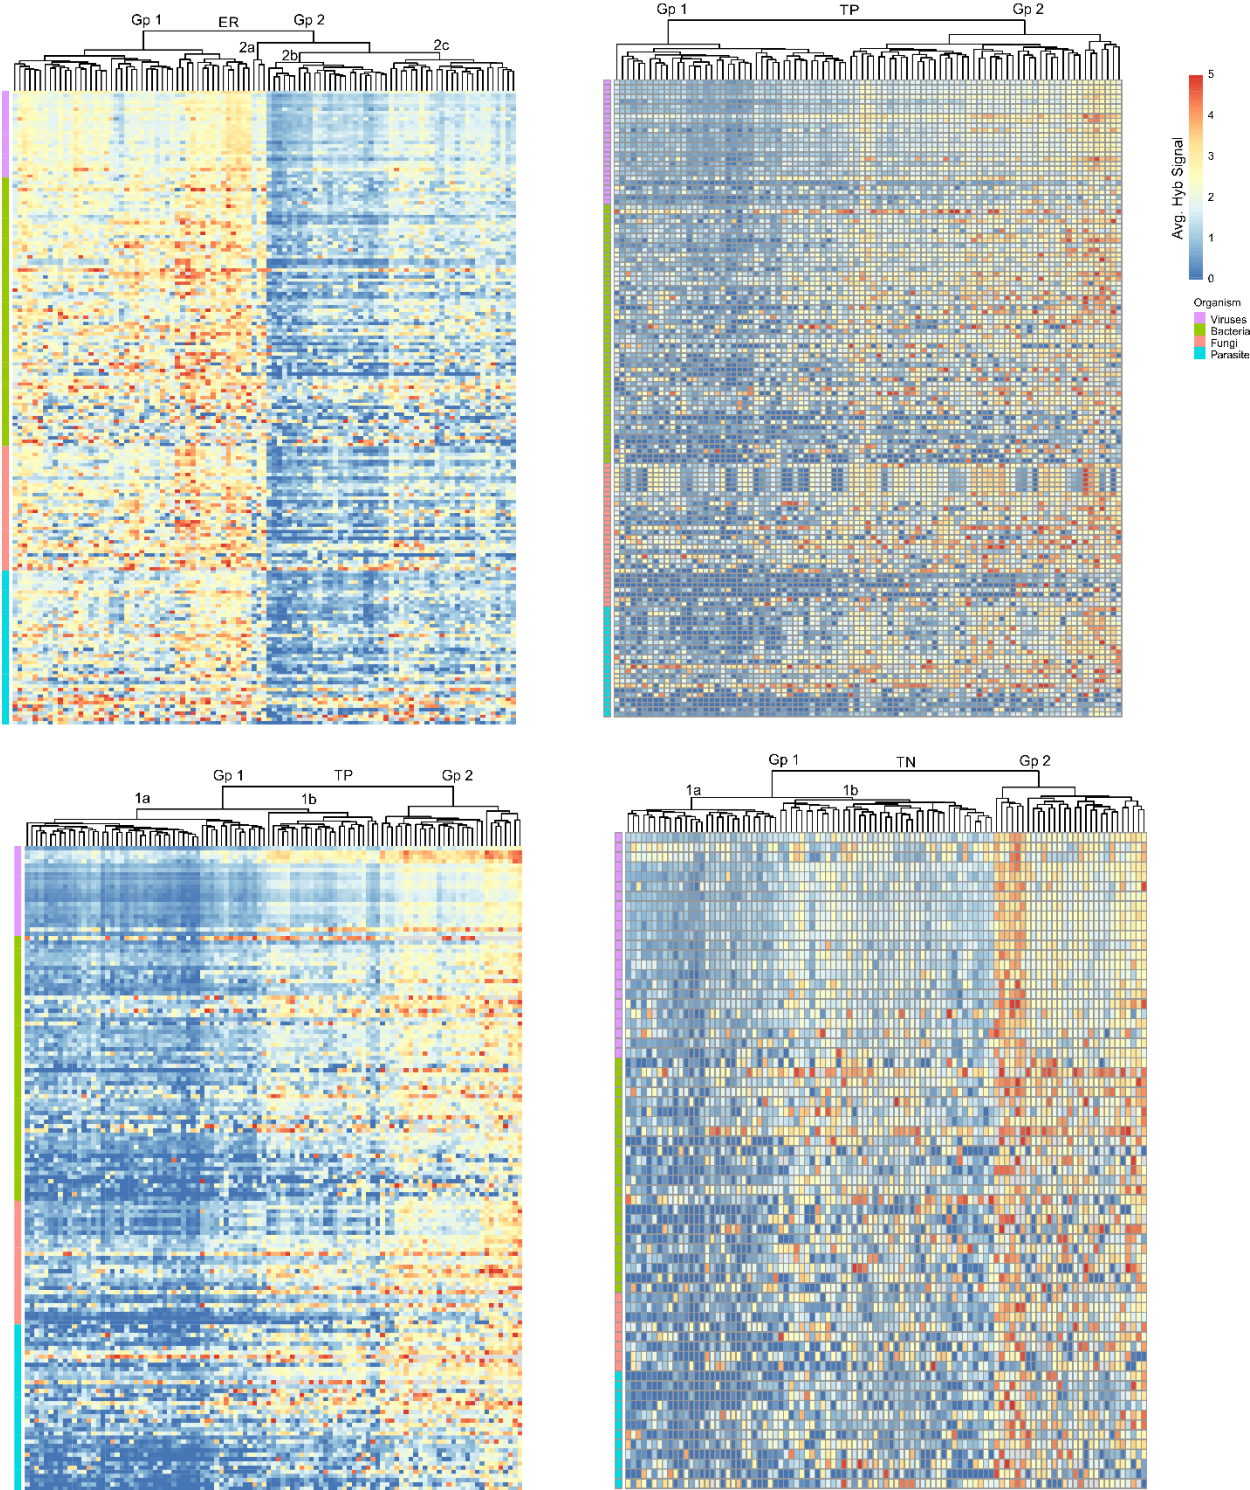 Gp 1 ER Gp 2
2a 2b 2c
Gp 1 TP Gp 2
5
4
3
2
1
0
Avg. Hyb Signal
Organism
Viruses
Bacteria
Fungi
Parasite
Gp 1 TP Gp 2
1a 1b
Gp 1 TN Gp 2
1a 1b